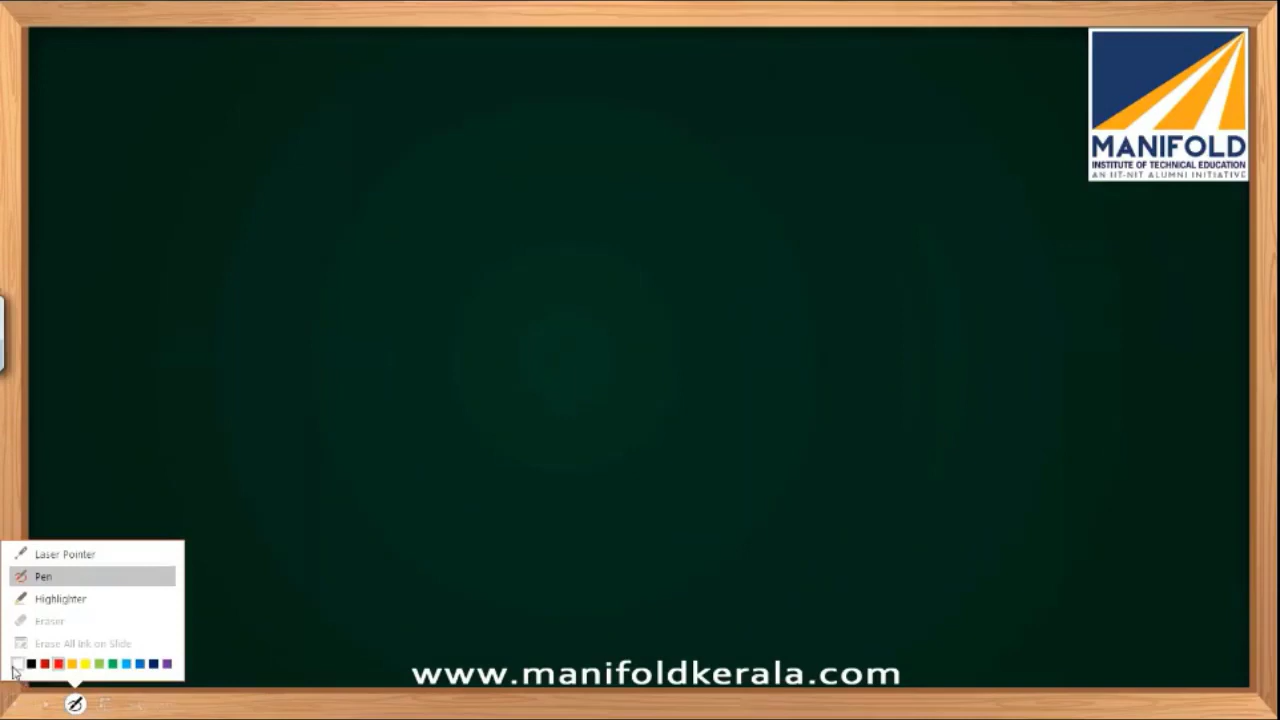 MANIFOLD
INSTITUTE OF TECHNICAL EDUCATION
AN IIT-NIT ALUMNI INITIATIVE
Laser Pointer
Pen
Highlighter
Eraser
Erase All Ink on Slide
www.manifoldkerala.com